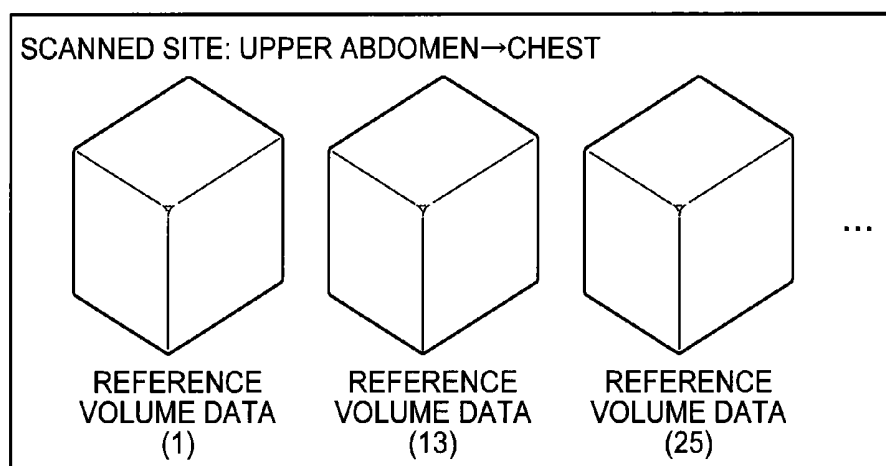 SCANNED SITE: UPPER ABDOMEN→CHEST
...
REFERENCE VOLUME DATA (1)
REFERENCE VOLUME DATA (13)
REFERENCE VOLUME DATA (25)